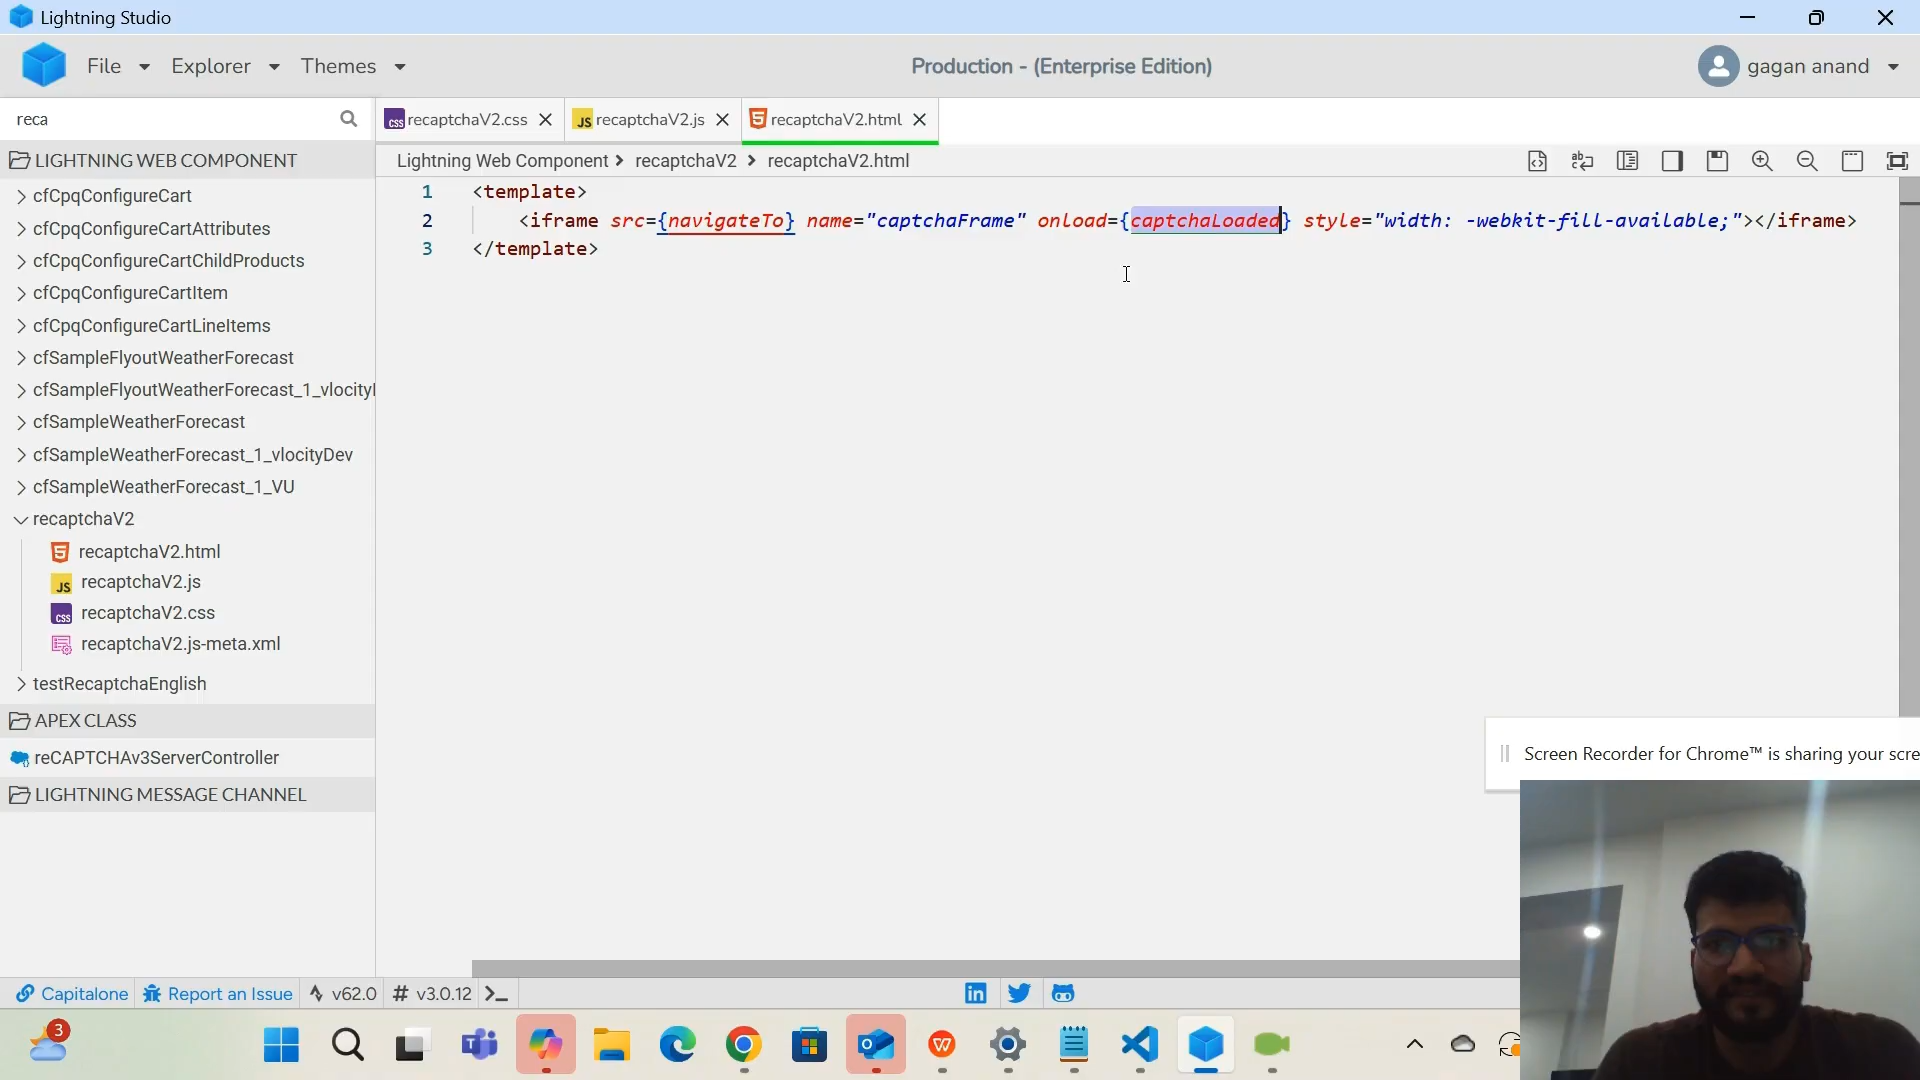 Lightning Studio
File
Explorer
Themes
Production - (Enterprise Edition)
gagan anand
reca
recaptchaV2.css
recaptchaV2.js
recaptchaV2.html
LIGHTNING WEB COMPONENT
Lightning Web Component > recaptchaV2 > recaptchaV2.html
cfCpqConfigureCart
cfCpqConfigureCartAttributes
cfCpqConfigureCartChildProducts
cfCpqConfigureCartItem
cfCpqConfigureCartLineItems
cfSampleFlyoutWeatherForecast
cfSampleFlyoutWeatherForecast_1_vlocityI
cfSampleWeatherForecast
cfSampleWeatherForecast_1_vlocityDev
cfSampleWeatherForecast_1_VU
recaptchaV2
recaptchaV2.html
recaptchaV2.js
recaptchaV2.css
recaptchaV2.js-meta.xml
testRecaptchaEnglish
APEX CLASS
reCAPTCHAv3ServerController
LIGHTNING MESSAGE CHANNEL
1 <template>
2 <iframe src={navigateTo} name="captchaFrame" onload={captchaLoaded} style="width: -webkit-fill-available;"></iframe>
3 </template>
Screen Recorder for Chrome™ is sharing your scre
Capitalone
Report an Issue
v62.0
# v3.0.12
3